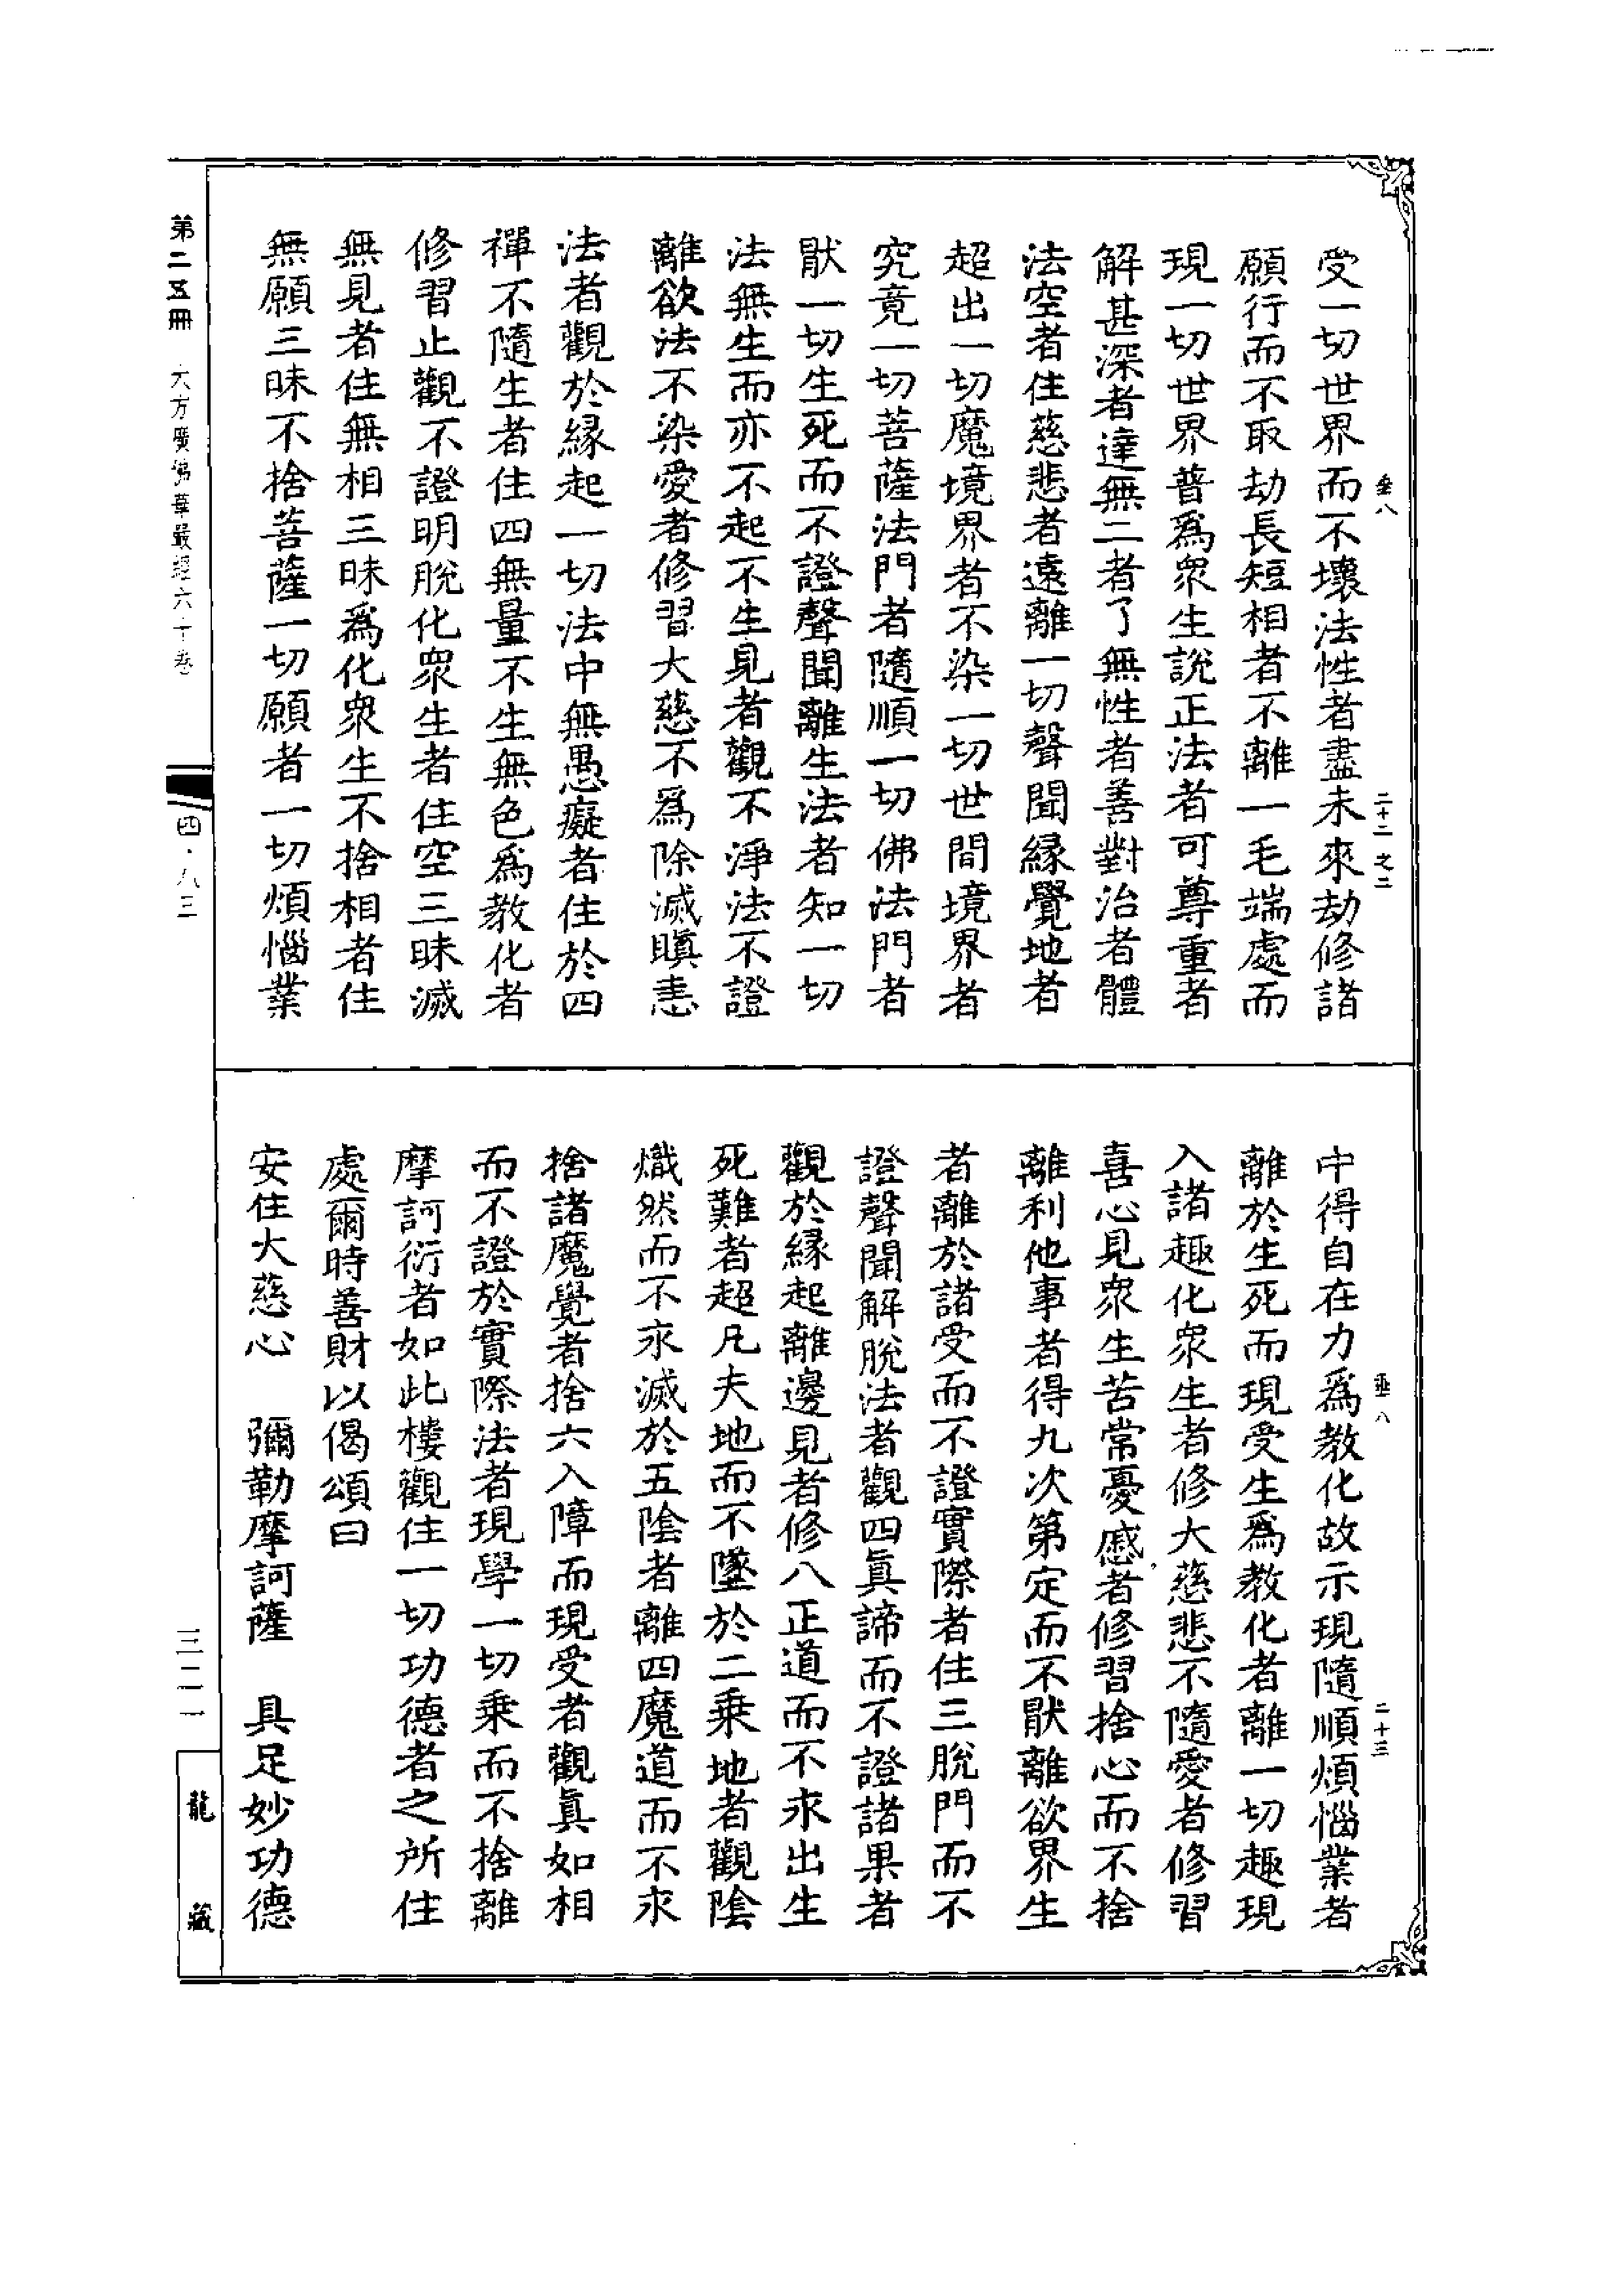 垂八
二十二之二
受一切世界而不壞法性者盡未來劫修諸
願行而不取劫長短相者不離一毛端處而
現一切世界普爲衆生說正法者可尊重者
解甚深者達無二者了無性者善對治者體
法空者住慈悲者遠離一切聲聞縁覺地者
超出一切魔境界者不染一切世間境界者
究竟一切菩薩法門者隨順一切佛法門者
猒一切生死而不證聲聞離生法者知一切
法無生而亦不起不生見者觀不淨法不證
離欲法不染愛者修習大慈不爲除滅瞋恚
法者觀於縁起一切法中無愚癡者住於四
禪不隨生者住四無量不生無色爲教化者
修習止觀不證明脫化衆生者住空三昧滅
無見者住無相三昧爲化衆生不捨相者住
無願三昧不捨菩薩一切願者一切煩惱業
垂八
二十三
中得自在力爲教化故示現隨順煩惱業者
離於生死而現受生爲教化者離一切趣現
入諸趣化衆生者修大慈悲不隨愛者修習
喜心見衆生苦常憂慼者修習捨心而不捨
離利他事者得九次第定而不猒離欲界生
者離於諸受而不證實際者住三脫門而不
證聲聞解脫法者觀四眞諦而不證諸果者
觀於縁起離邊見者修八正道而不求出生
死難者超凡夫地而不墜於二乗地者觀陰
熾然而不求滅於五陰者離四魔道而不求
捨諸魔覺者捨六入障而現受者觀眞如相
而不證於實際法者現學一切乗而不捨離
摩訶衍者如此樓觀住一切功德者之所住
處爾時善財以偈頌曰
安住大慈心　彌勒摩訶薩　具足妙功德
第二五冊　大方廣佛華嚴經六十卷
四・八三
三二一
龍藏